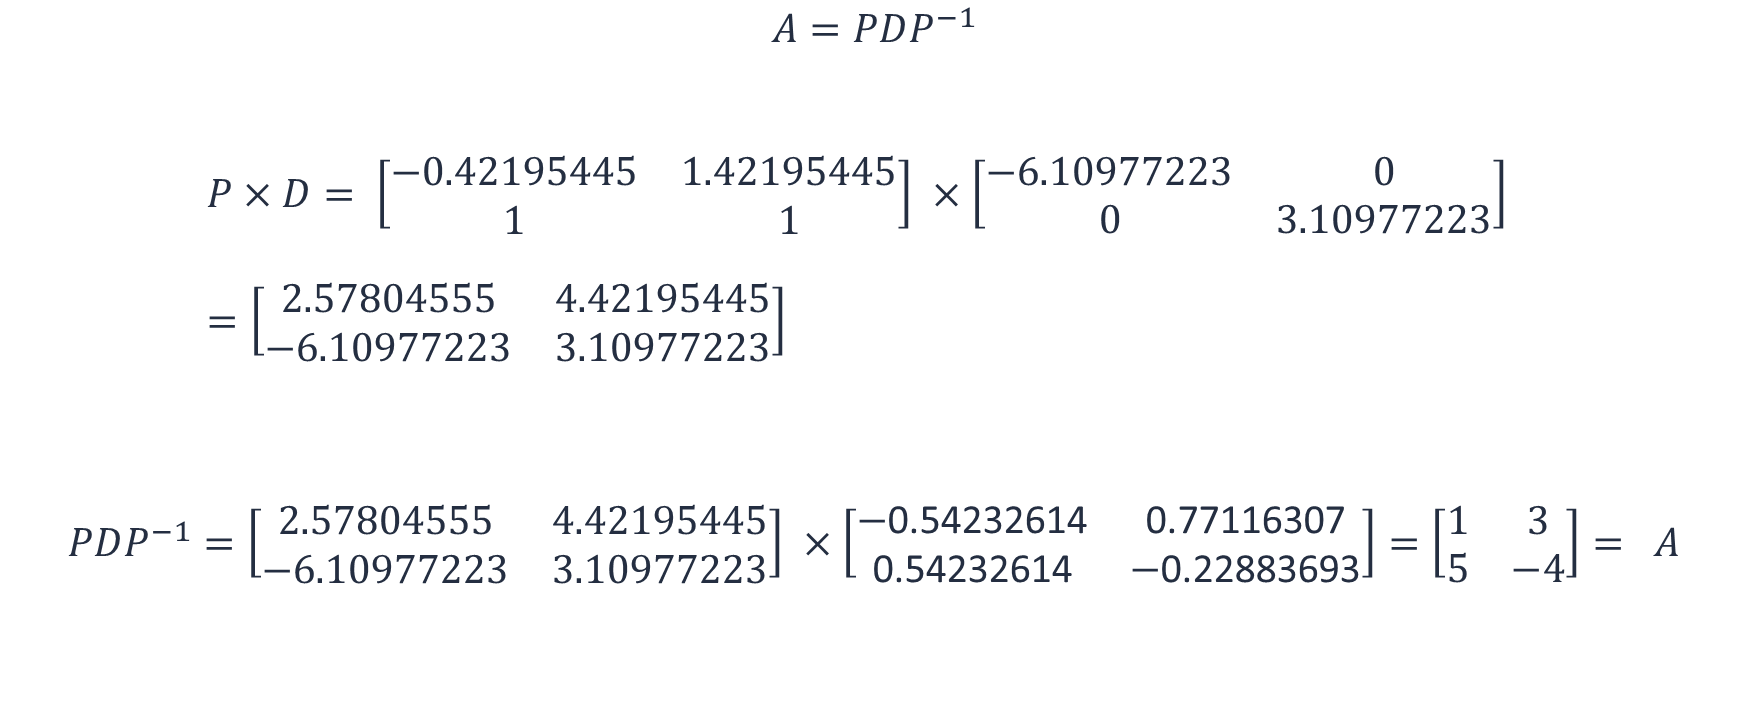 A = PDP⁻¹
P × D = [−0.42195445 1.42195445; 1 1] × [−6.10977223 0; 0 3.10977223]
= [2.57804555 4.42195445; −6.10977223 3.10977223]
PDP⁻¹ = [2.57804555 4.42195445; −6.10977223 3.10977223] × [−0.54232614 0.77116307; 0.54232614 −0.22883693] = [1 3; 5 −4] = A